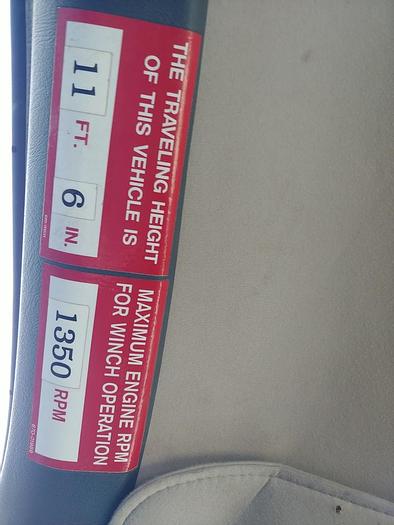 THE TRAVELING HEIGHT
OF THIS VEHICLE IS
11 FT. 6 IN.
MAXIMUM ENGINE RPM
FOR WINCH OPERATION
1350 RPM